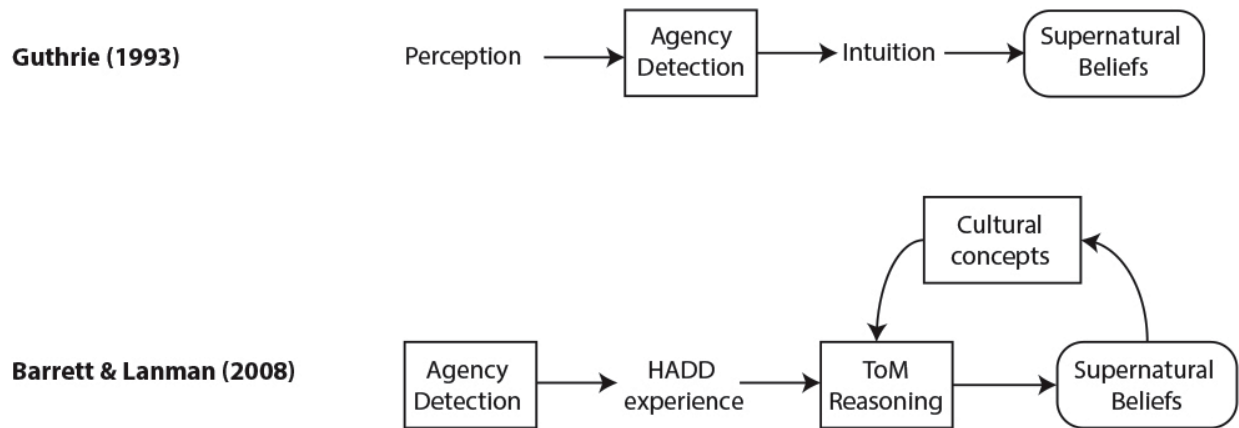 Guthrie (1993)
Perception
Agency
Detection
Intuition
Supernatural
Beliefs
Cultural
concepts
Barrett & Lanman (2008)
Agency
Detection
HADD
experience
ToM
Reasoning
Supernatural
Beliefs